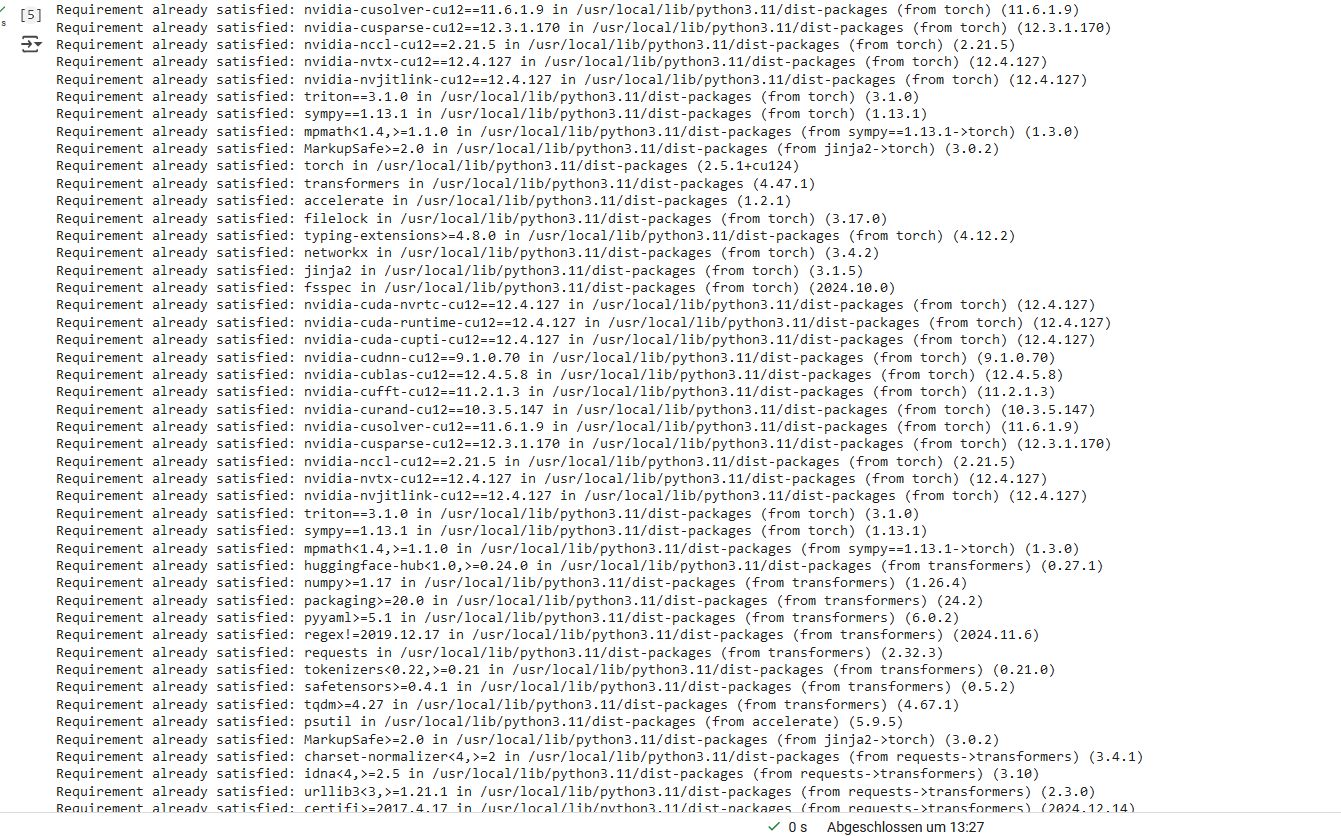 [5]
s
Requirement already satisfied: nvidia-cusolver-cu12==11.6.1.9 in /usr/local/lib/python3.11/dist-packages (from torch) (11.6.1.9)
Requirement already satisfied: nvidia-cusparse-cu12==12.3.1.170 in /usr/local/lib/python3.11/dist-packages (from torch) (12.3.1.170)
Requirement already satisfied: nvidia-nccl-cu12==2.21.5 in /usr/local/lib/python3.11/dist-packages (from torch) (2.21.5)
Requirement already satisfied: nvidia-nvtx-cu12==12.4.127 in /usr/local/lib/python3.11/dist-packages (from torch) (12.4.127)
Requirement already satisfied: nvidia-nvjitlink-cu12==12.4.127 in /usr/local/lib/python3.11/dist-packages (from torch) (12.4.127)
Requirement already satisfied: triton==3.1.0 in /usr/local/lib/python3.11/dist-packages (from torch) (3.1.0)
Requirement already satisfied: sympy==1.13.1 in /usr/local/lib/python3.11/dist-packages (from torch) (1.13.1)
Requirement already satisfied: mpmath<1.4,>=1.1.0 in /usr/local/lib/python3.11/dist-packages (from sympy==1.13.1->torch) (1.3.0)
Requirement already satisfied: MarkupSafe>=2.0 in /usr/local/lib/python3.11/dist-packages (from jinja2->torch) (3.0.2)
Requirement already satisfied: torch in /usr/local/lib/python3.11/dist-packages (2.5.1+cu124)
Requirement already satisfied: transformers in /usr/local/lib/python3.11/dist-packages (4.47.1)
Requirement already satisfied: accelerate in /usr/local/lib/python3.11/dist-packages (1.2.1)
Requirement already satisfied: filelock in /usr/local/lib/python3.11/dist-packages (from torch) (3.17.0)
Requirement already satisfied: typing-extensions>=4.8.0 in /usr/local/lib/python3.11/dist-packages (from torch) (4.12.2)
Requirement already satisfied: networkx in /usr/local/lib/python3.11/dist-packages (from torch) (3.4.2)
Requirement already satisfied: jinja2 in /usr/local/lib/python3.11/dist-packages (from torch) (3.1.5)
Requirement already satisfied: fsspec in /usr/local/lib/python3.11/dist-packages (from torch) (2024.10.0)
Requirement already satisfied: nvidia-cuda-nvrtc-cu12==12.4.127 in /usr/local/lib/python3.11/dist-packages (from torch) (12.4.127)
Requirement already satisfied: nvidia-cuda-runtime-cu12==12.4.127 in /usr/local/lib/python3.11/dist-packages (from torch) (12.4.127)
Requirement already satisfied: nvidia-cuda-cupti-cu12==12.4.127 in /usr/local/lib/python3.11/dist-packages (from torch) (12.4.127)
Requirement already satisfied: nvidia-cudnn-cu12==9.1.0.70 in /usr/local/lib/python3.11/dist-packages (from torch) (9.1.0.70)
Requirement already satisfied: nvidia-cublas-cu12==12.4.5.8 in /usr/local/lib/python3.11/dist-packages (from torch) (12.4.5.8)
Requirement already satisfied: nvidia-cufft-cu12==11.2.1.3 in /usr/local/lib/python3.11/dist-packages (from torch) (11.2.1.3)
Requirement already satisfied: nvidia-curand-cu12==10.3.5.147 in /usr/local/lib/python3.11/dist-packages (from torch) (10.3.5.147)
Requirement already satisfied: nvidia-cusolver-cu12==11.6.1.9 in /usr/local/lib/python3.11/dist-packages (from torch) (11.6.1.9)
Requirement already satisfied: nvidia-cusparse-cu12==12.3.1.170 in /usr/local/lib/python3.11/dist-packages (from torch) (12.3.1.170)
Requirement already satisfied: nvidia-nccl-cu12==2.21.5 in /usr/local/lib/python3.11/dist-packages (from torch) (2.21.5)
Requirement already satisfied: nvidia-nvtx-cu12==12.4.127 in /usr/local/lib/python3.11/dist-packages (from torch) (12.4.127)
Requirement already satisfied: nvidia-nvjitlink-cu12==12.4.127 in /usr/local/lib/python3.11/dist-packages (from torch) (12.4.127)
Requirement already satisfied: triton==3.1.0 in /usr/local/lib/python3.11/dist-packages (from torch) (3.1.0)
Requirement already satisfied: sympy==1.13.1 in /usr/local/lib/python3.11/dist-packages (from torch) (1.13.1)
Requirement already satisfied: mpmath<1.4,>=1.1.0 in /usr/local/lib/python3.11/dist-packages (from sympy==1.13.1->torch) (1.3.0)
Requirement already satisfied: huggingface-hub<1.0,>=0.24.0 in /usr/local/lib/python3.11/dist-packages (from transformers) (0.27.1)
Requirement already satisfied: numpy>=1.17 in /usr/local/lib/python3.11/dist-packages (from transformers) (1.26.4)
Requirement already satisfied: packaging>=20.0 in /usr/local/lib/python3.11/dist-packages (from transformers) (24.2)
Requirement already satisfied: pyyaml>=5.1 in /usr/local/lib/python3.11/dist-packages (from transformers) (6.0.2)
Requirement already satisfied: regex!=2019.12.17 in /usr/local/lib/python3.11/dist-packages (from transformers) (2024.11.6)
Requirement already satisfied: requests in /usr/local/lib/python3.11/dist-packages (from transformers) (2.32.3)
Requirement already satisfied: tokenizers<0.22,>=0.21 in /usr/local/lib/python3.11/dist-packages (from transformers) (0.21.0)
Requirement already satisfied: safetensors>=0.4.1 in /usr/local/lib/python3.11/dist-packages (from transformers) (0.5.2)
Requirement already satisfied: tqdm>=4.27 in /usr/local/lib/python3.11/dist-packages (from transformers) (4.67.1)
Requirement already satisfied: psutil in /usr/local/lib/python3.11/dist-packages (from accelerate) (5.9.5)
Requirement already satisfied: MarkupSafe>=2.0 in /usr/local/lib/python3.11/dist-packages (from jinja2->torch) (3.0.2)
Requirement already satisfied: charset-normalizer<4,>=2 in /usr/local/lib/python3.11/dist-packages (from requests->transformers) (3.4.1)
Requirement already satisfied: idna<4,>=2.5 in /usr/local/lib/python3.11/dist-packages (from requests->transformers) (3.10)
Requirement already satisfied: urllib3<3,>=1.21.1 in /usr/local/lib/python3.11/dist-packages (from requests->transformers) (2.3.0)
Requirement already satisfied: certifi>=2017.4.17 in /usr/local/lib/python3.11/dist-packages (from requests->transformers) (2024.12.14)
0 s Abgeschlossen um 13:27